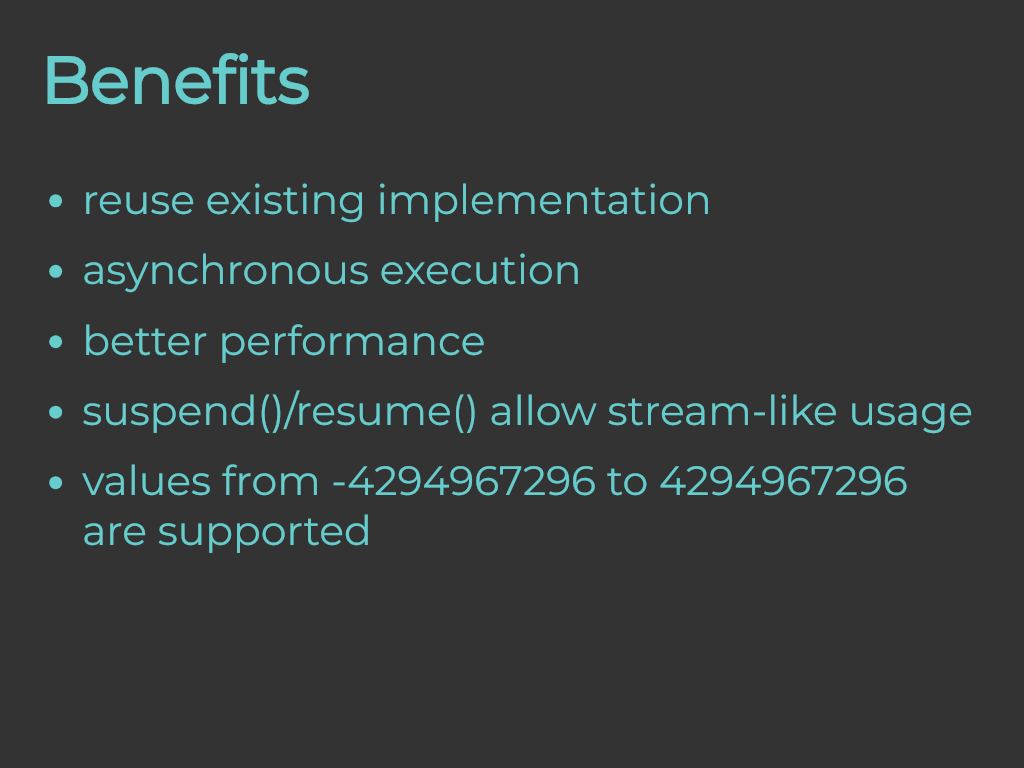 Benefits
• reuse existing implementation
• asynchronous execution
• better performance
• suspend()/resume() allow stream-like usage
• values from -4294967296 to 4294967296
are supported